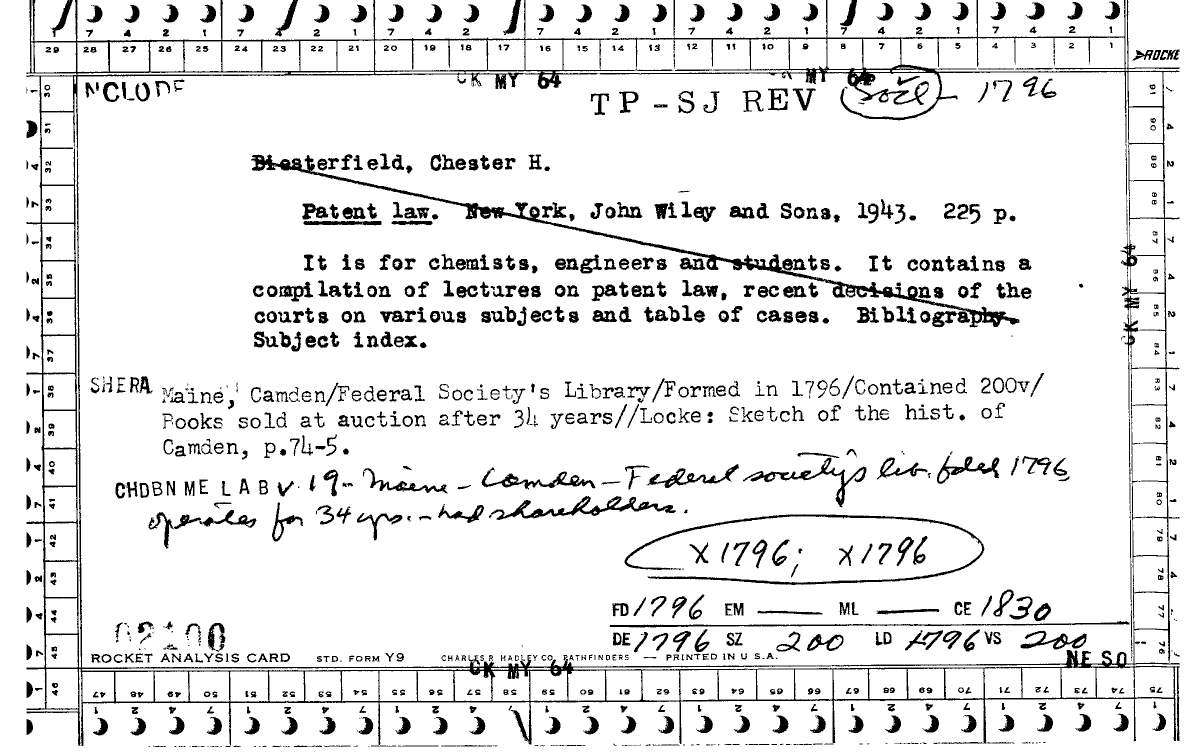 7 4 2 1 7 4 2 1 7 4 2 1 7 4 2 1 7 4 2 1 7 4 2 1 7 4 2 1
29 28 27 26 25 24 23 22 21 20 19 18 17 16 15 14 13 12 11 10 9 8 7 6 5 4 3 2 1
ROCKE
NCLUDE CK MY 64 CK MY 64
TP-SJ REV Socl - 1796
Biesterfield, Chester H.
Patent law. New York, John Wiley and Sons, 1943. 225 p.
It is for chemists, engineers and students. It contains a
compilation of lectures on patent law, recent decisions of the
courts on various subjects and table of cases. Bibliography.
Subject index.
SHERA Maine, Camden/Federal Society's Library/Formed in 1796/Contained 200v/
Books sold at auction after 34 years//Locke: Sketch of the hist. of
Camden, p.74-5.
CHDBN ME L A B V 19- Maine - Camden - Federal society's lib. fded 1796,
operates for 34 yrs. - had shareholders.
X1796; X1796
FD 1796 EM — ML — CE 1830
DE 1796 SZ 200 LD 1796 VS 200
02100
ROCKET ANALYSIS CARD STD. FORM Y9 CHARLES R. HADLEY CO. PATHFINDERS — PRINTED IN U.S.A.
CK MY 64 NE SO
30 31 32 33 34 35 36 37 38 39 40 41 42 43 44 45 46
91 90 89 88 87 86 85 84 83 82 81 80 79 78 77 76
CK MY 64
47 48 49 50 51 52 53 54 55 56 57 58 59 60 61 62 63 64 65 66 67 68 69 70 71 72 73 74 75